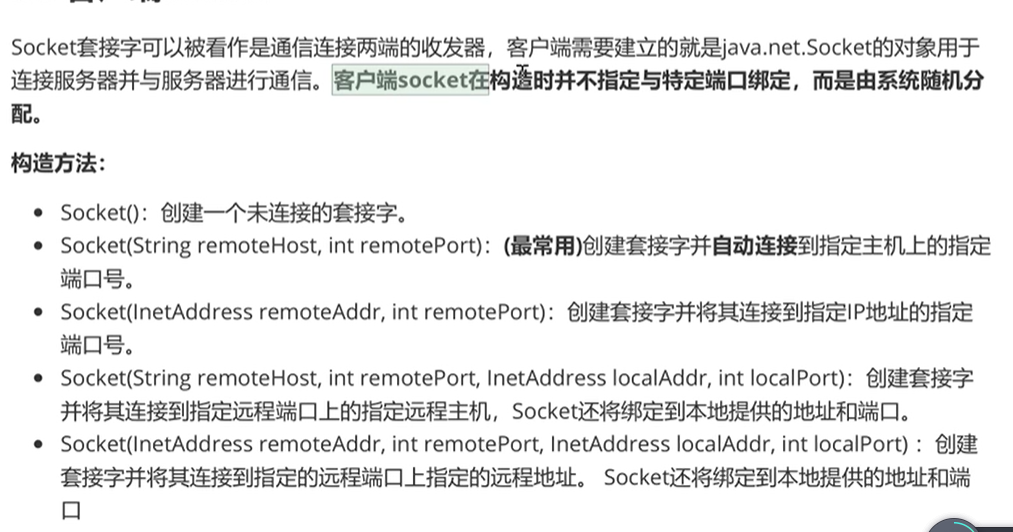 Socket套接字可以被看作是通信连接两端的收发器，客户端需要建立的就是java.net.Socket的对象用于
连接服务器并与服务器进行通信。客户端socket在构造时并不指定与特定端口绑定，而是由系统随机分
配。
构造方法：
• Socket()：创建一个未连接的套接字。
• Socket(String remoteHost, int remotePort)：(最常用)创建套接字并自动连接到指定主机上的指定
端口号。
• Socket(InetAddress remoteAddr, int remotePort)：创建套接字并将其连接到指定IP地址的指定
端口号。
• Socket(String remoteHost, int remotePort, InetAddress localAddr, int localPort)：创建套接字
并将其连接到指定远程端口上的指定远程主机，Socket还将绑定到本地提供的地址和端口。
• Socket(InetAddress remoteAddr, int remotePort, InetAddress localAddr, int localPort) ：创建
套接字并将其连接到指定的远程端口上指定的远程地址。 Socket还将绑定到本地提供的地址和端
口